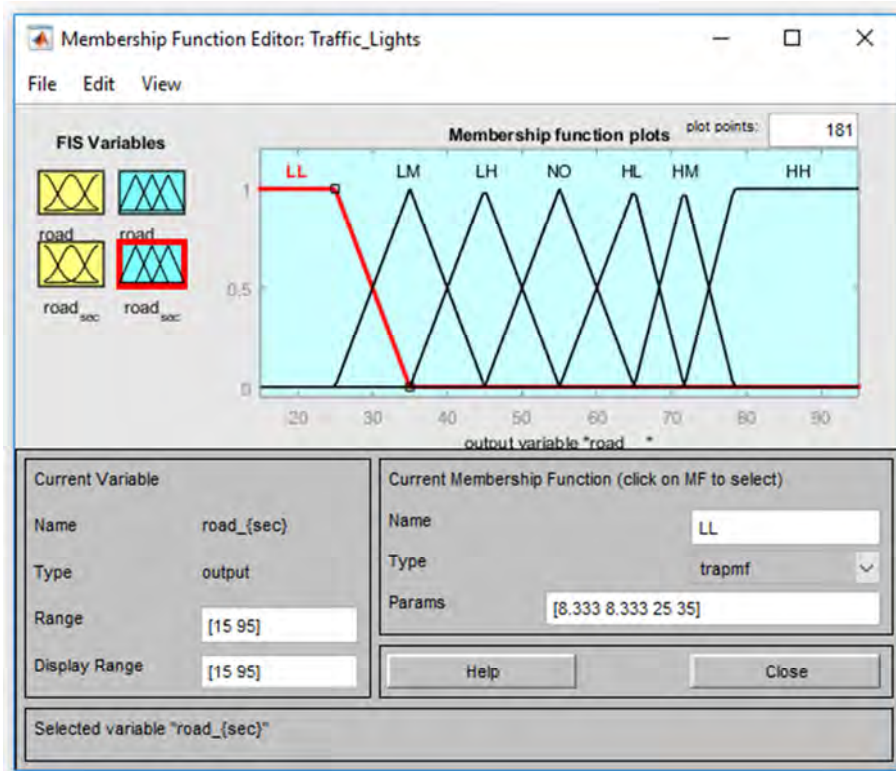 Membership Function Editor: Traffic_Lights
File Edit View
FIS Variables
Membership function plots
plot points: 181
LL LM LH NO HL HM HH
1
0.5
0
20 30 40 50 60 70 80 90
output variable "road "
road road
road_sec road_sec
Current Variable
Name road_{sec}
Type output
Range [15 95]
Display Range [15 95]
Current Membership Function (click on MF to select)
Name LL
Type trapmf
Params [8.333 8.333 25 35]
Help Close
Selected variable "road_{sec}"